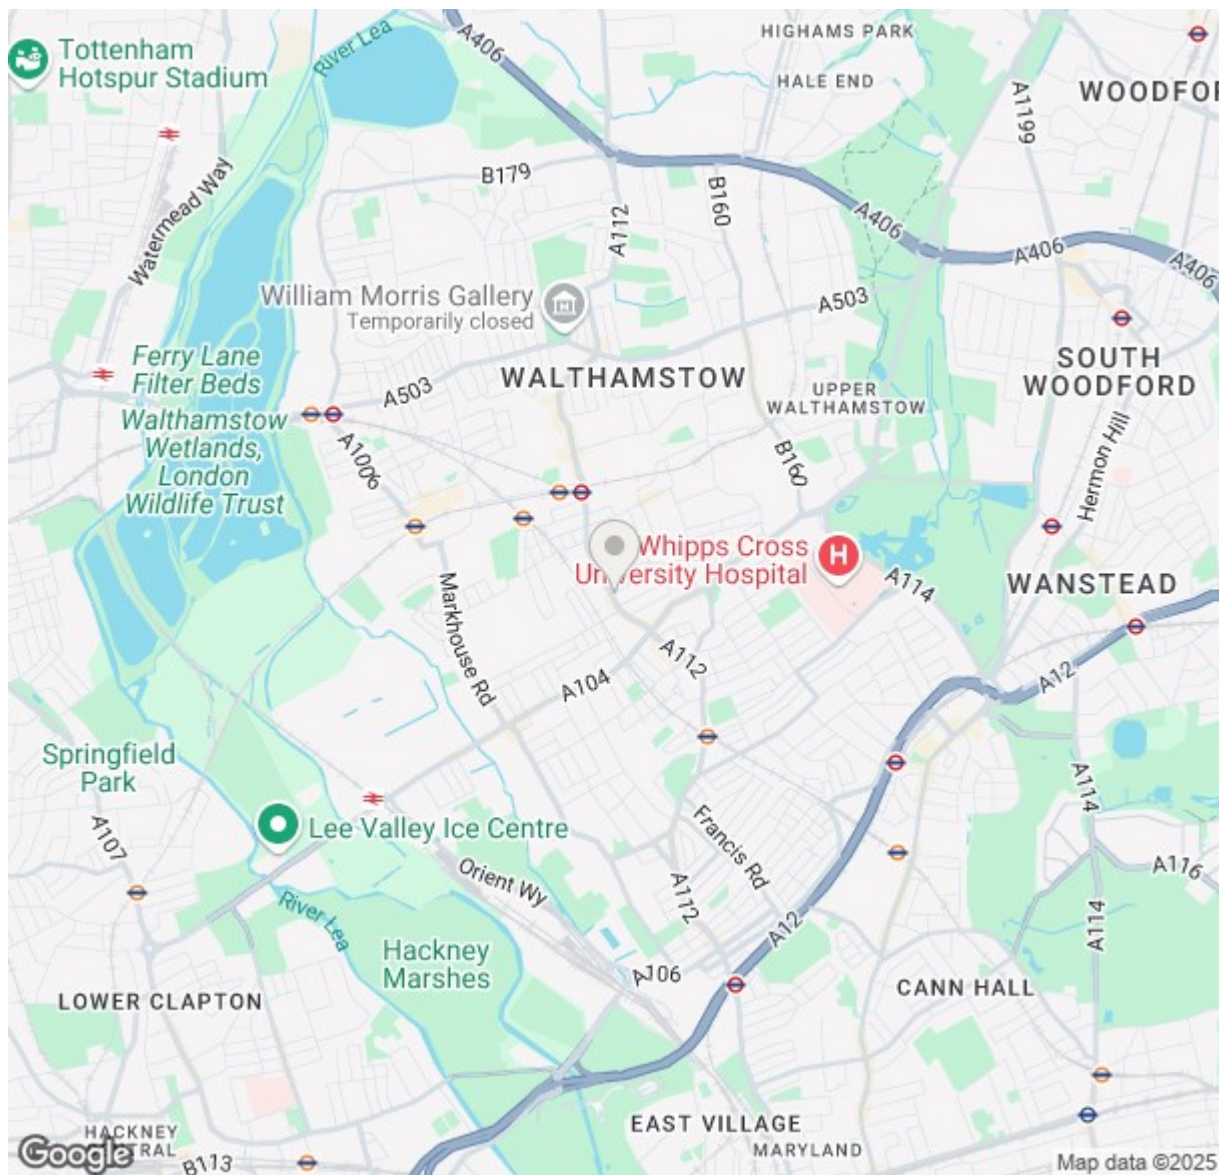 HIGHAMS PARK
A406
River Lea
Tottenham
Hotspur Stadium
HALE END
A1199
WOODFOR
B179
B160
Watermead Way
A112
A406
A406
A406
William Morris Gallery
Temporarily closed
A503
Ferry Lane
Filter Beds
WALTHAMSTOW
SOUTH
WOODFORD
A503
UPPER
WALTHAMSTOW
Walthamstow
Wetlands,
London
Wildlife Trust
A1006
B160
Hermon Hill
Whipps Cross
University Hospital
H
A114
WANSTEAD
Markhouse Rd
A112
A104
A12
Springfield
Park
A114
Lee Valley Ice Centre
A107
Francis Rd
Orient Wy
A116
River Lea
A112
A12
A114
Hackney
Marshes
A106
CANN HALL
LOWER CLAPTON
EAST VILLAGE
HACKNEY
MARYLAND
Google
B113
Map data ©2025